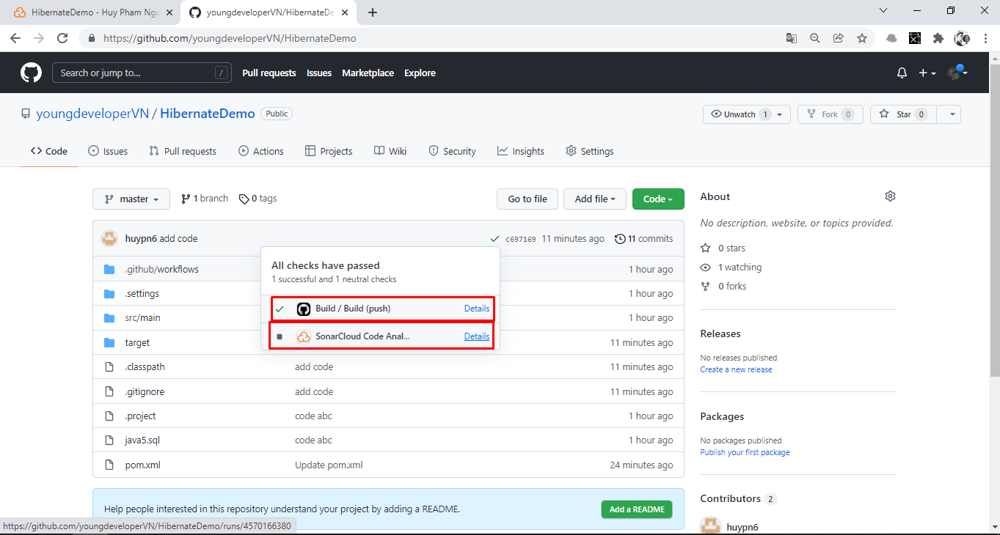 HibernateDemo - Huy Pham Ngo
youngdeveloperVN/HibernateDe
https://github.com/youngdeveloperVN/HibernateDemo
Search or jump to... /
Pull requests Issues Marketplace Explore
youngdeveloperVN / HibernateDemo Public
Unwatch 1 Fork 0 Star 0
Code Issues Pull requests Actions Projects Wiki Security Insights Settings
master 1 branch 0 tags Go to file Add file Code
huypn6 add code c697169 11 minutes ago 11 commits
All checks have passed
1 successful and 1 neutral checks
Build / Build (push) Details
SonarCloud Code Anal... Details
.github/workflows 1 hour ago
.settings 1 hour ago
src/main 1 hour ago
target 11 minutes ago
.classpath add code 11 minutes ago
.gitignore add code 11 minutes ago
.project code abc 1 hour ago
java5.sql code abc 1 hour ago
pom.xml Update pom.xml 24 minutes ago
Help people interested in this repository understand your project by adding a README. Add a README
About
No description, website, or topics provided.
0 stars
1 watching
0 forks
Releases
No releases published
Create a new release
Packages
No packages published
Publish your first package
Contributors 2
huypn6
https://github.com/youngdeveloperVN/HibernateDemo/runs/4570166380